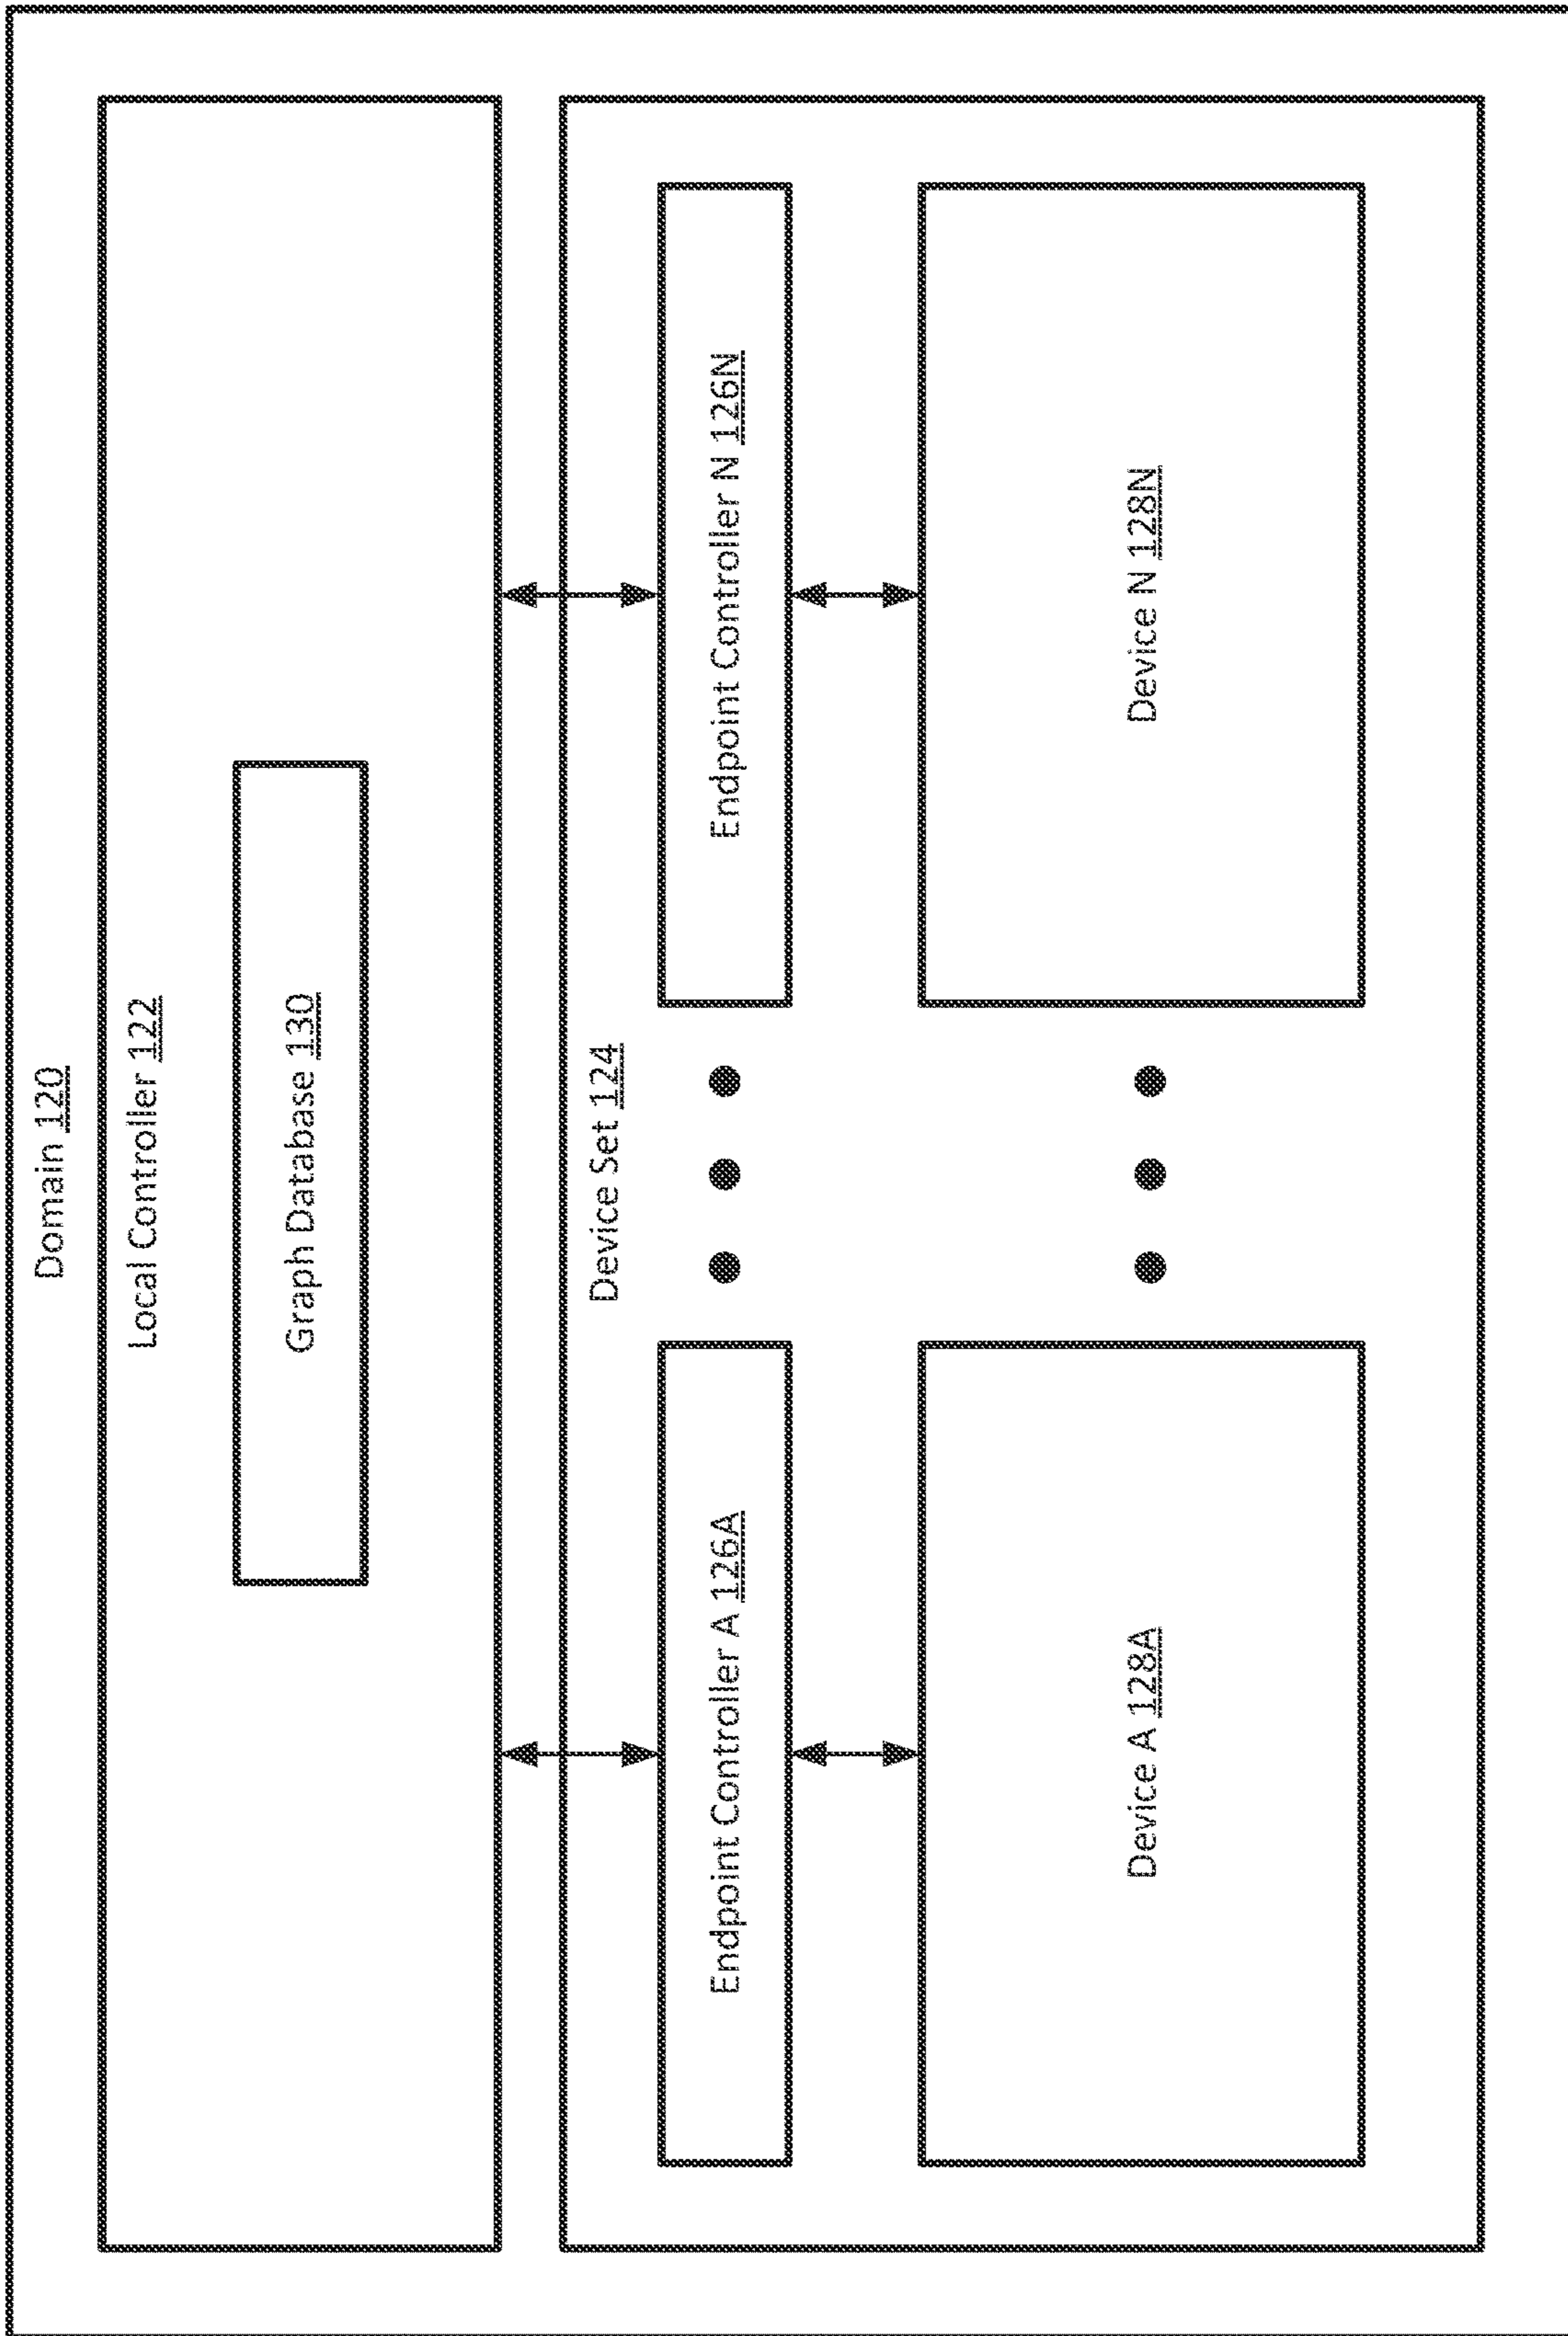 Domain 120
Local Controller 122
Graph Database 130
Device Set 124
Endpoint Controller A 126A
Endpoint Controller N 126N
Device A 128A
Device N 128N